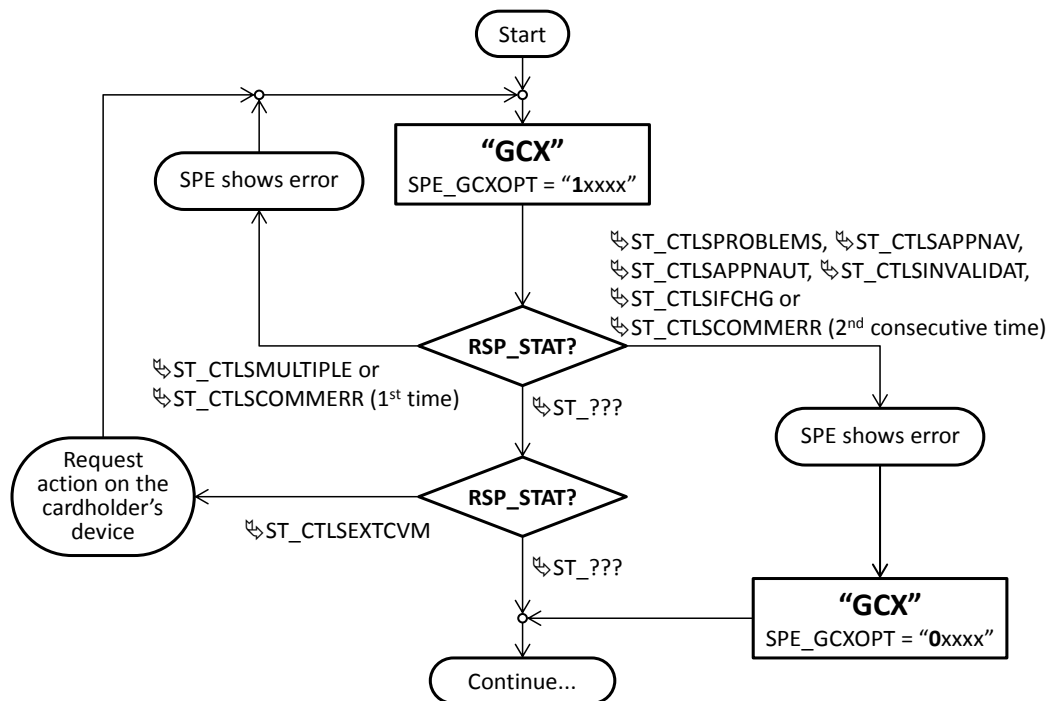 Start
“GCX”
SPE_GCXOPT = “1xxxx”
SPE shows error
ST_CTLSPROBLEMS, ST_CTLSAPPNAV,
ST_CTLSAPPNAUT, ST_CTLSINVALIDAT,
ST_CTLSIFCHG or
ST_CTLSCOMMERR (2nd consecutive time)
RSP_STAT?
ST_CTLSMULTIPLE or
ST_CTLSCOMMERR (1st time)
ST_???
SPE shows error
Request
action on the
cardholder’s
device
RSP_STAT?
ST_CTLSEXTCVM
ST_???
“GCX”
SPE_GCXOPT = “0xxxx”
Continue...